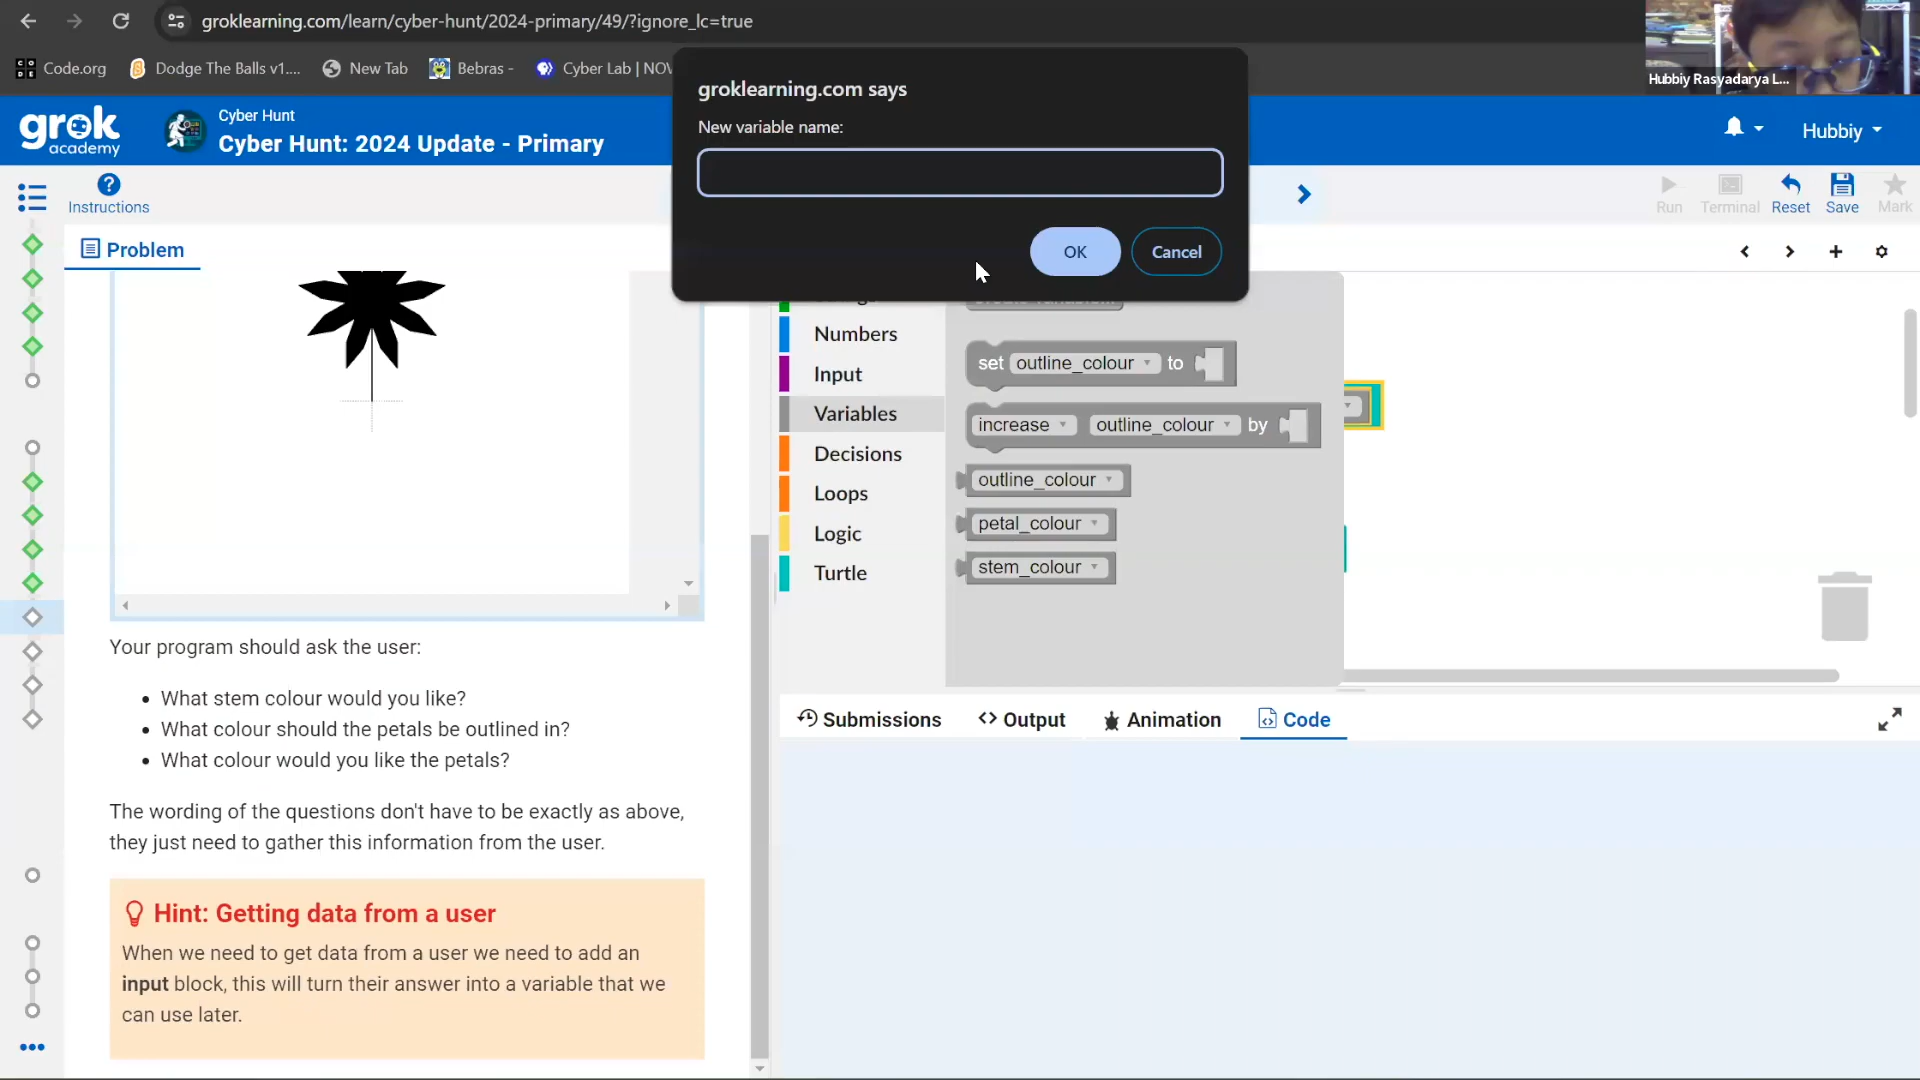 groklearning.com/learn/cyber-hunt/2024-primary/49/?ignore_lc=true
Code.org
Dodge The Balls v1....
New Tab
Bebras -
Cyber Lab | NOV
Hubbiy Rasyadarya L...
groklearning.com says
New variable name:
OK
Cancel
grok
academy
Cyber Hunt
Cyber Hunt: 2024 Update - Primary
Hubbiy
Instructions
Run
Terminal
Reset
Save
Mark
Problem
Your program should ask the user:
What stem colour would you like?
What colour should the petals be outlined in?
What colour would you like the petals?
The wording of the questions don't have to be exactly as above,
they just need to gather this information from the user.
Hint: Getting data from a user
When we need to get data from a user we need to add an
input block, this will turn their answer into a variable that we
can use later.
Numbers
Input
Variables
Decisions
Loops
Logic
Turtle
set outline_colour to
increase outline_colour by
outline_colour
petal_colour
stem_colour
Submissions
Output
Animation
Code